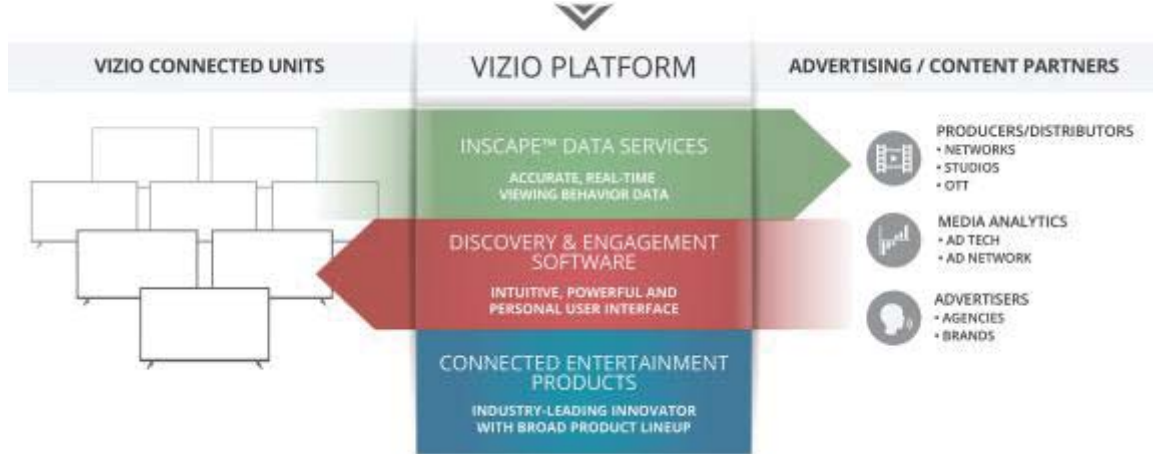 VIZIO CONNECTED UNITS
VIZIO PLATFORM
ADVERTISING / CONTENT PARTNERS
INSCAPE™ DATA SERVICES
ACCURATE, REAL-TIME
VIEWING BEHAVIOR DATA
DISCOVERY & ENGAGEMENT
SOFTWARE
INTUITIVE, POWERFUL AND
PERSONAL USER INTERFACE
CONNECTED ENTERTAINMENT
PRODUCTS
INDUSTRY-LEADING INNOVATOR
WITH BROAD PRODUCT LINEUP
PRODUCERS/DISTRIBUTORS
• NETWORKS
• STUDIOS
• OTT
MEDIA ANALYTICS
• AD TECH
• AD NETWORK
ADVERTISERS
• AGENCIES
• BRANDS